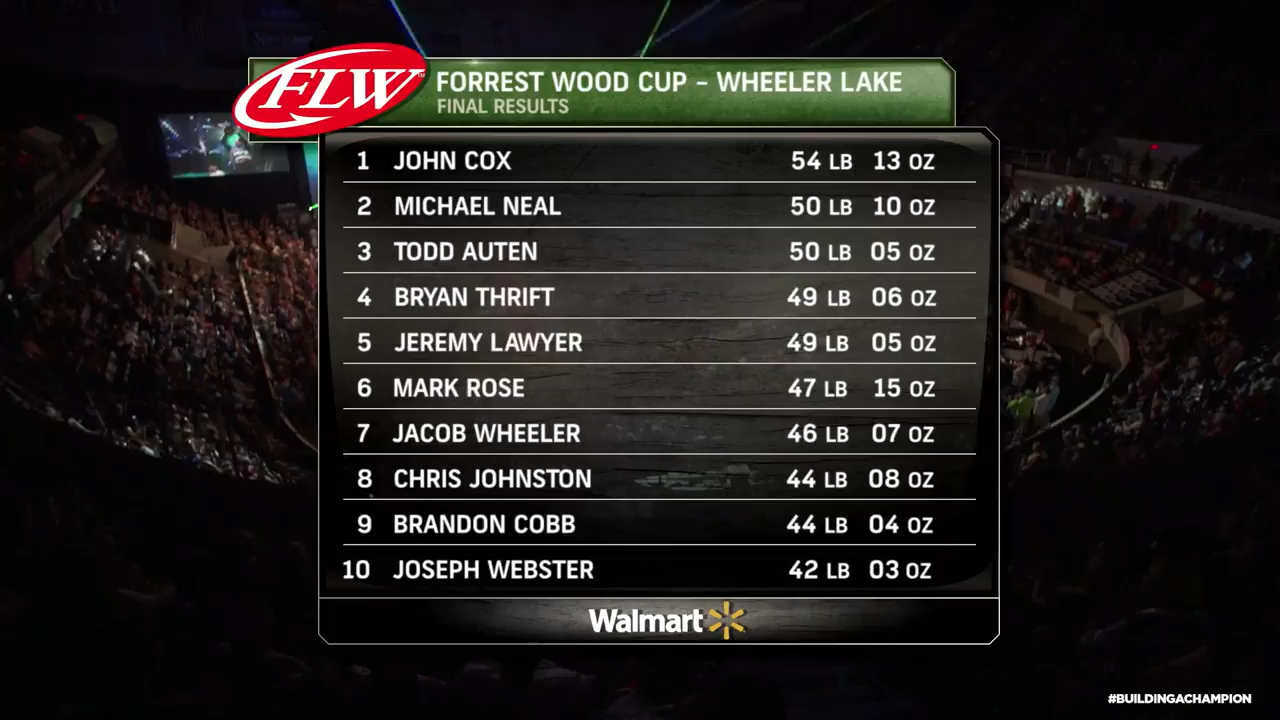 FLW
FORREST WOOD CUP - WHEELER LAKE
FINAL RESULTS
1 JOHN COX 54 LB 13 OZ
2 MICHAEL NEAL 50 LB 10 OZ
3 TODD AUTEN 50 LB 05 OZ
4 BRYAN THRIFT 49 LB 06 OZ
5 JEREMY LAWYER 49 LB 05 OZ
6 MARK ROSE 47 LB 15 OZ
7 JACOB WHEELER 46 LB 07 OZ
8 CHRIS JOHNSTON 44 LB 08 OZ
9 BRANDON COBB 44 LB 04 OZ
10 JOSEPH WEBSTER 42 LB 03 OZ
Walmart
#BUILDINGACHAMPION